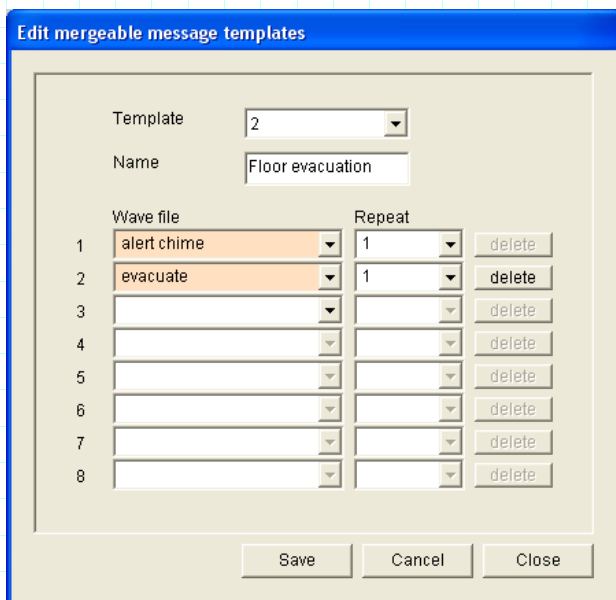 Edit mergeable message templates
Template 2
Name Floor evacuation
Wave file Repeat
1 alert chime 1 delete
2 evacuate 1 delete
3 delete
4 delete
5 delete
6 delete
7 delete
8 delete
Save Cancel Close